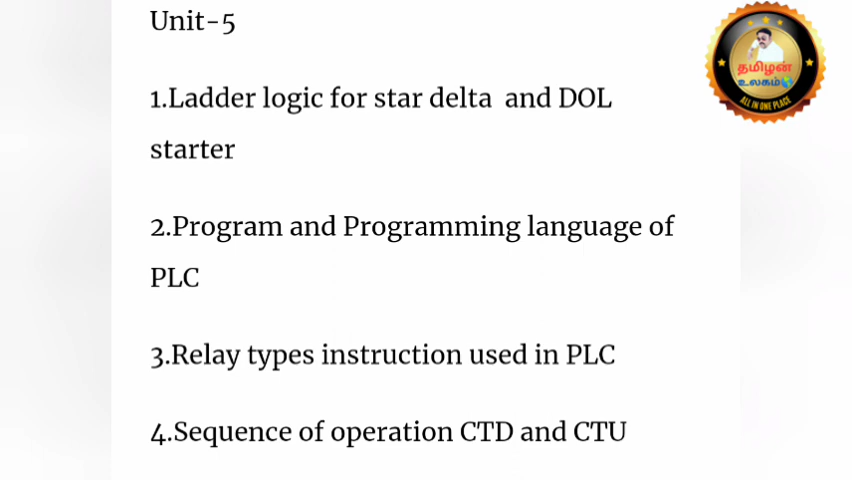 Unit-5
1.Ladder logic for star delta and DOL
starter
2.Program and Programming language of
PLC
3.Relay types instruction used in PLC
4.Sequence of operation CTD and CTU
தமிழன்
உலகம்
ALL IN ONE PLACE